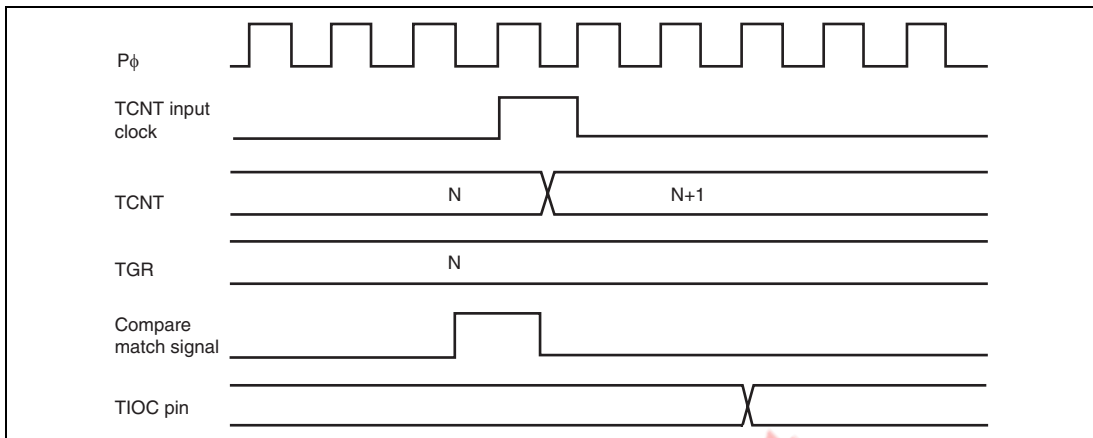 Pϕ
TCNT input
clock
TCNT
N
N+1
TGR
N
Compare
match signal
TIOC pin